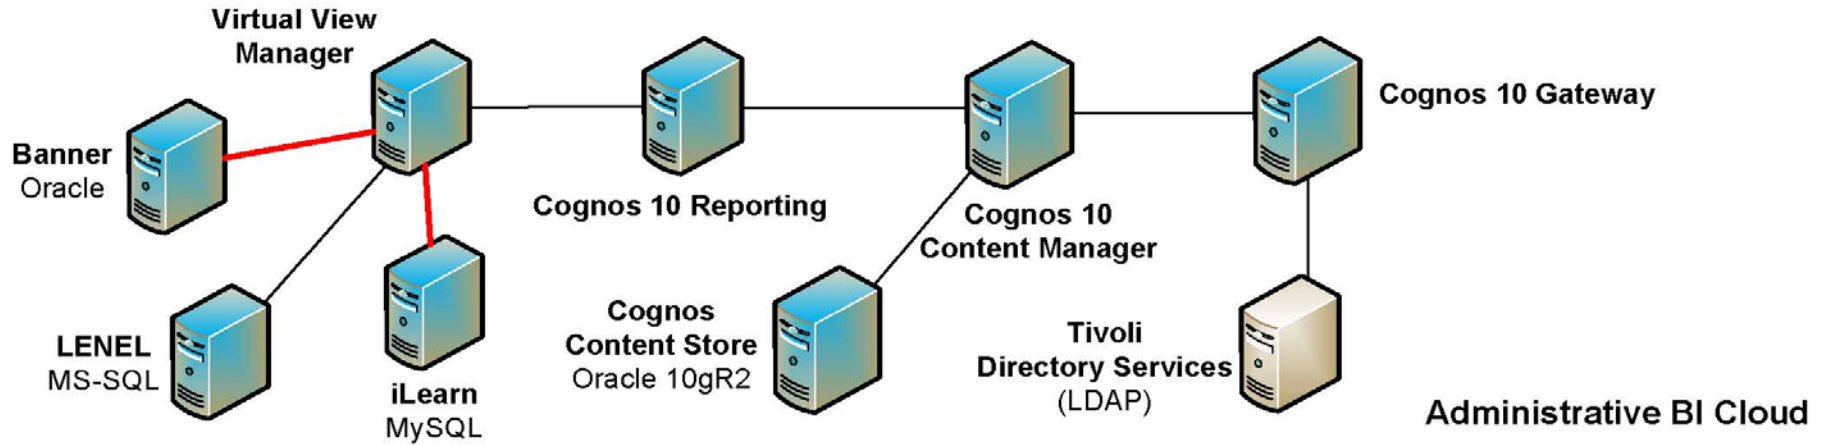 Virtual View
Manager
Banner
Oracle
LENEL
MS-SQL
iLearn
MySQL
Cognos 10 Reporting
Cognos
Content Store
Oracle 10gR2
Cognos 10
Content Manager
Cognos 10 Gateway
Tivoli
Directory Services
(LDAP)
Administrative BI Cloud